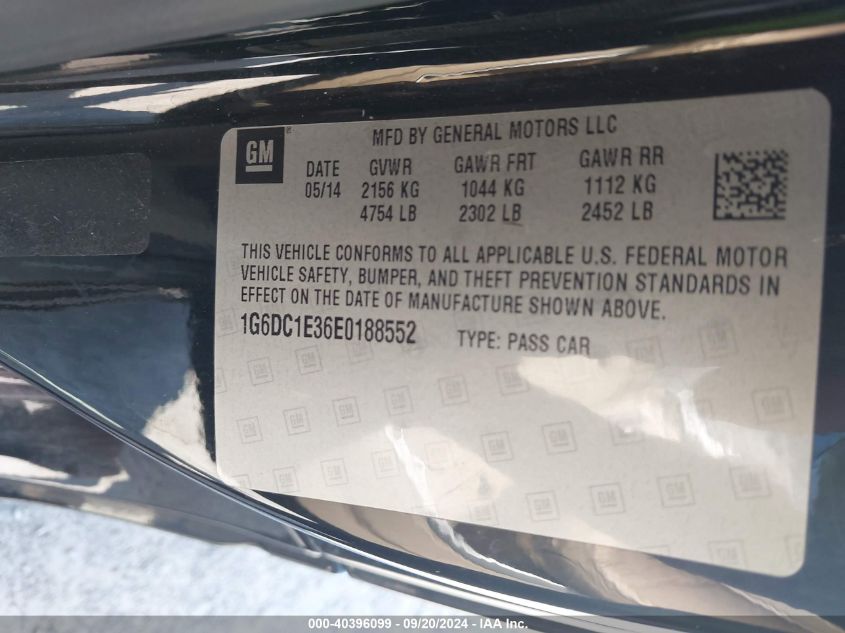 GM
MFD BY GENERAL MOTORS LLC
DATE GVWR GAWR FRT GAWR RR
05/14 2156 KG 1044 KG 1112 KG
4754 LB 2302 LB 2452 LB
THIS VEHICLE CONFORMS TO ALL APPLICABLE U.S. FEDERAL MOTOR
VEHICLE SAFETY, BUMPER, AND THEFT PREVENTION STANDARDS IN
EFFECT ON THE DATE OF MANUFACTURE SHOWN ABOVE.
1G6DC1E36E0188552 TYPE: PASS CAR
000-40396099 - 09/20/2024 - IAA Inc.